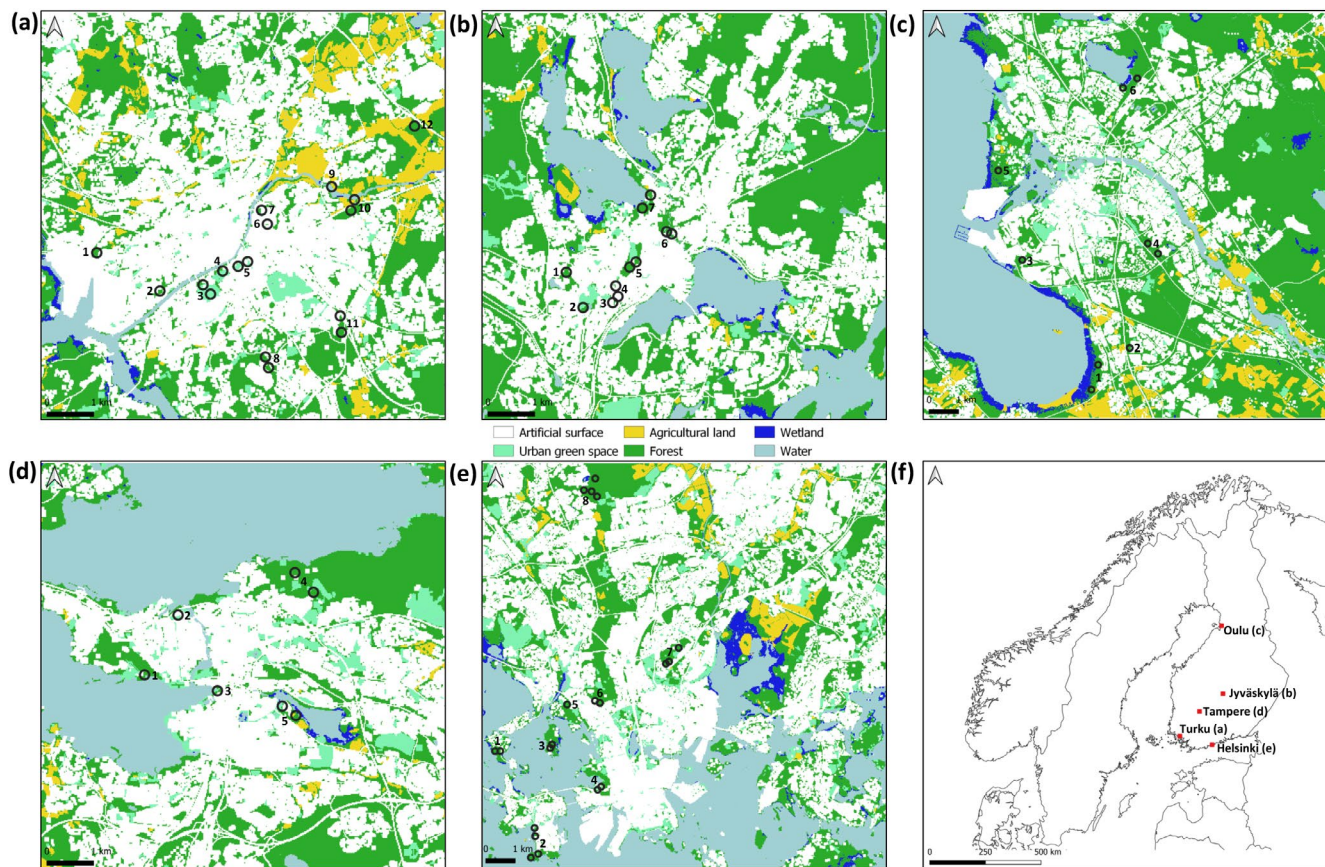 (a)
12
9
10
7
6
1
4
5
2
3
11
8
0 1 km
(b)
7
6
1
5
4
3
2
0 1 km
(c)
6
5
4
3
2
1
0 1 km
Artificial surface Agricultural land Wetland
Urban green space Forest Water
(d)
4
2
1
3
5
0 1 km
(e)
8
7
6
5
1
3
4
2
0 1 km
(f)
Oulu (c)
Jyväskylä (b)
Tampere (d)
Turku (a)
Helsinki (e)
0 250 500 km